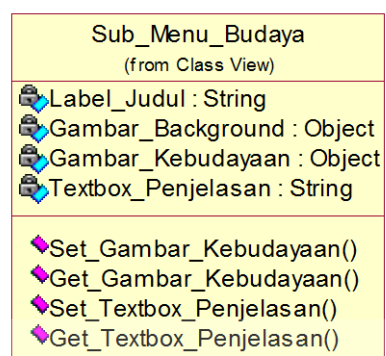 Sub_Menu_Budaya
(from Class View)
Label_Judul : String
Gambar_Background : Object
Gambar_Kebudayaan : Object
Textbox_Penjelasan : String
Set_Gambar_Kebudayaan()
Get_Gambar_Kebudayaan()
Set_Textbox_Penjelasan()
Get_Textbox_Penjelasan()